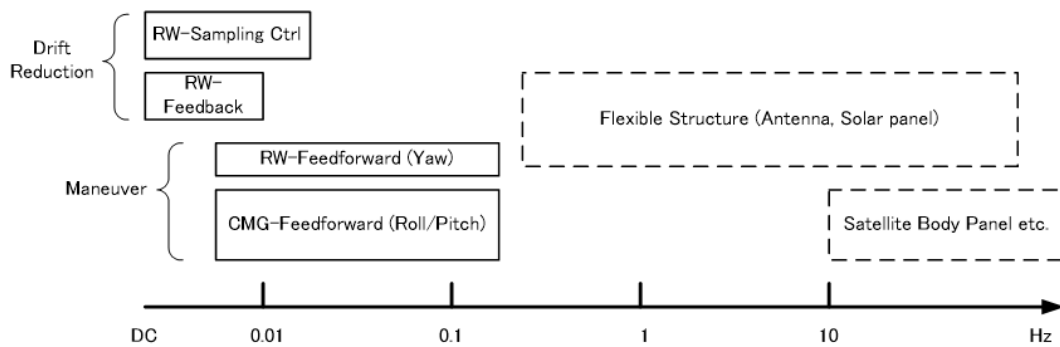 RW-Sampling Ctrl
Drift
Reduction
RW-
Feedback
Flexible Structure (Antenna, Solar panel)
RW-Feedforward (Yaw)
Maneuver
CMG-Feedforward (Roll/Pitch)
Satellite Body Panel etc.
DC 0.01 0.1 1 10 Hz